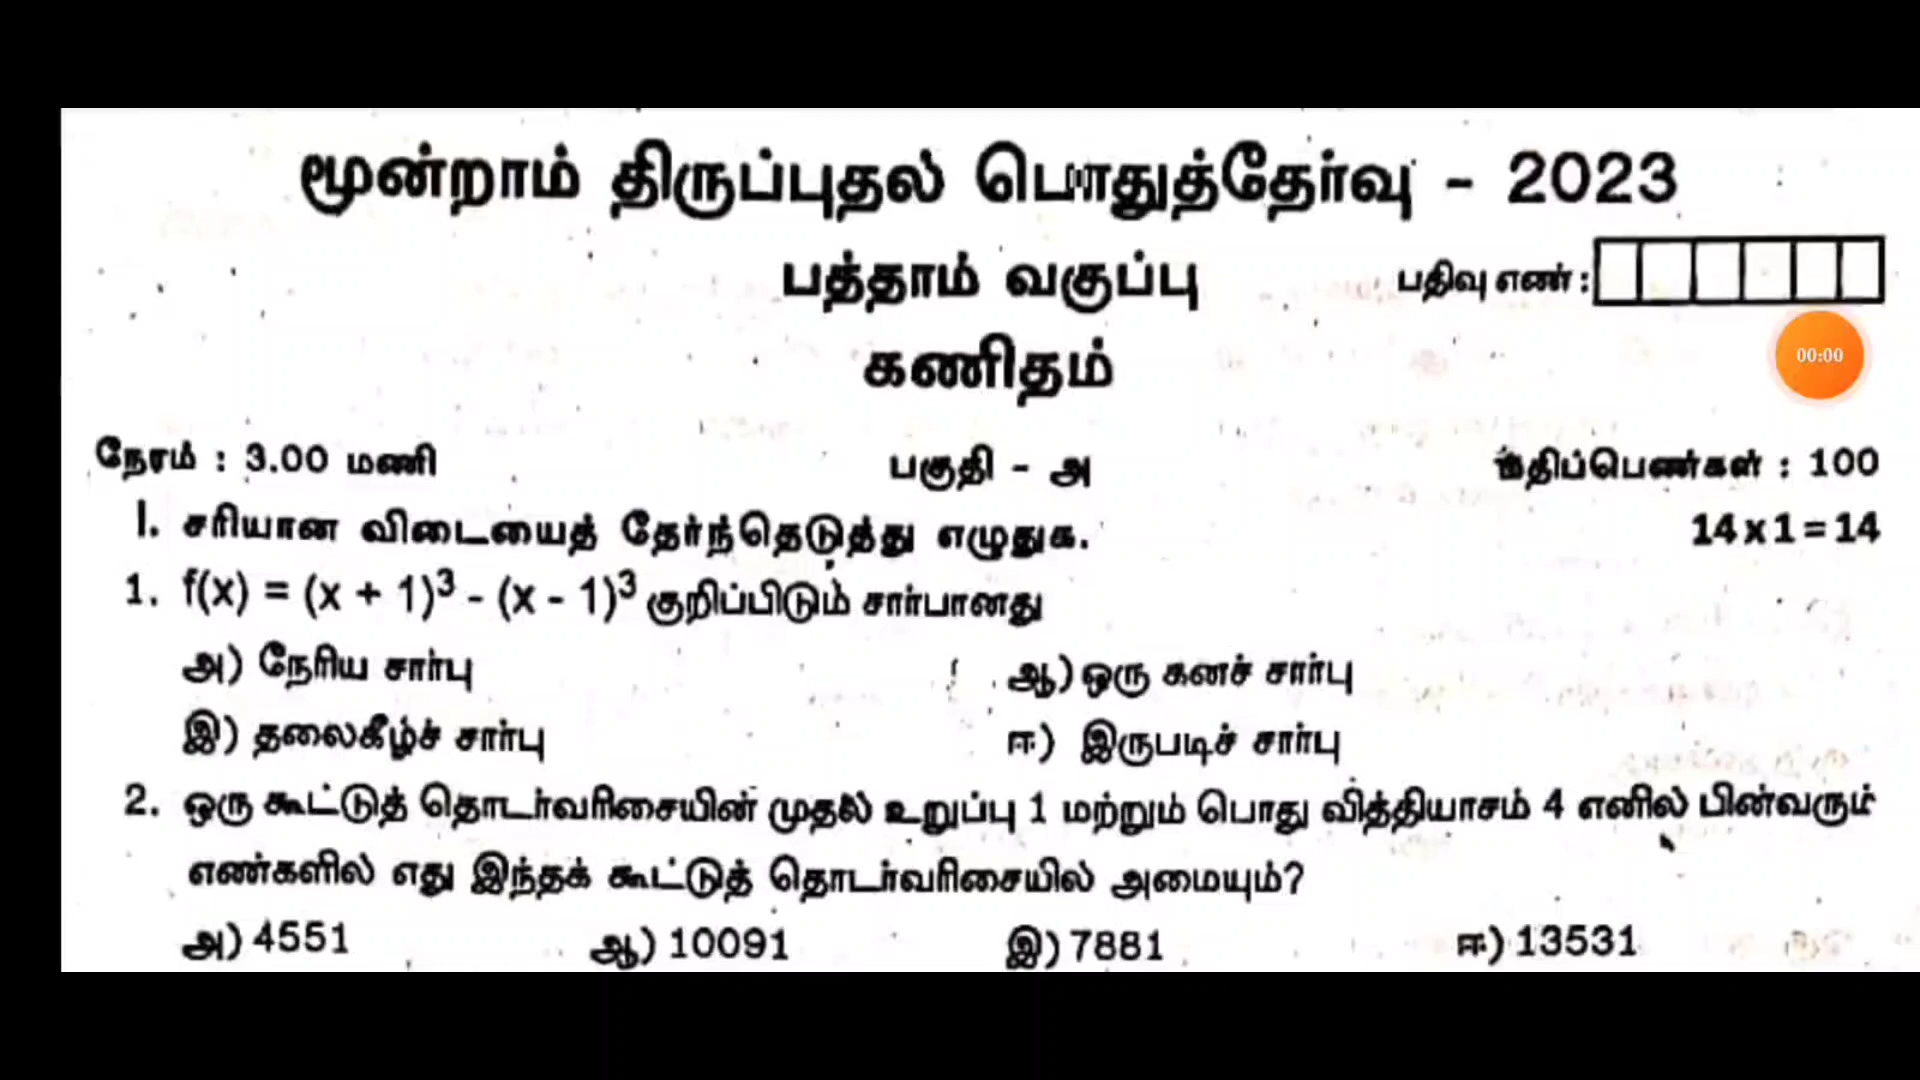 மூன்றாம் திருப்புதல் பொதுத்தேர்வு - 2023
பத்தாம் வகுப்பு
பதிவு எண் :
கணிதம்
00:00
நேரம் : 3.00 மணி பகுதி - அ மதிப்பெண்கள் : 100
I. சரியான விடையைத் தேர்ந்தெடுத்து எழுதுக. 14 x 1 = 14
1. f(x) = (x + 1)³ - (x - 1)³ குறிப்பிடும் சார்பானது
அ) நேரிய சார்பு ஆ) ஒரு கனச் சார்பு
இ) தலைகீழ்ச் சார்பு ஈ) இருபடிச் சார்பு
2. ஒரு கூட்டுத் தொடர்வரிசையின் முதல் உறுப்பு 1 மற்றும் பொது வித்தியாசம் 4 எனில் பின்வரும்
எண்களில் எது இந்தக் கூட்டுத் தொடர்வரிசையில் அமையும்?
அ) 4551 ஆ) 10091 இ) 7881 ஈ) 13531